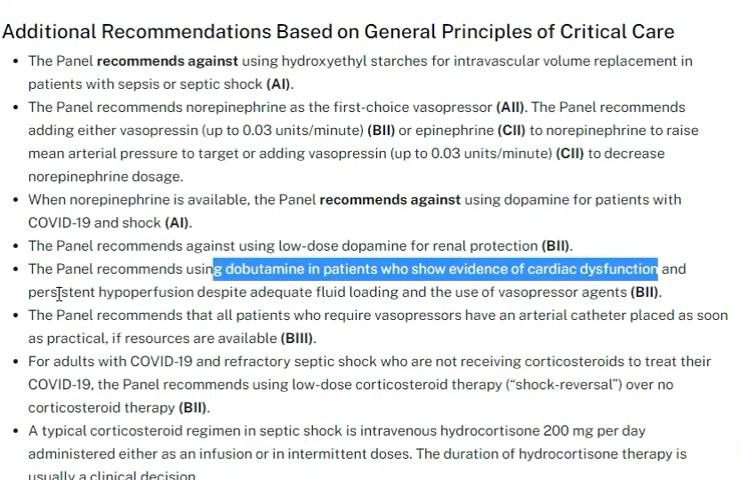 Additional Recommendations Based on General Principles of Critical Care
• The Panel recommends against using hydroxyethyl starches for intravascular volume replacement in
patients with sepsis or septic shock (AI).
• The Panel recommends norepinephrine as the first-choice vasopressor (AII). The Panel recommends
adding either vasopressin (up to 0.03 units/minute) (BII) or epinephrine (CII) to norepinephrine to raise
mean arterial pressure to target or adding vasopressin (up to 0.03 units/minute) (CII) to decrease
norepinephrine dosage.
• When norepinephrine is available, the Panel recommends against using dopamine for patients with
COVID-19 and shock (AI).
• The Panel recommends against using low-dose dopamine for renal protection (BII).
• The Panel recommends using dobutamine in patients who show evidence of cardiac dysfunction and
persistent hypoperfusion despite adequate fluid loading and the use of vasopressor agents (BII).
• The Panel recommends that all patients who require vasopressors have an arterial catheter placed as soon
as practical, if resources are available (BIII).
• For adults with COVID-19 and refractory septic shock who are not receiving corticosteroids to treat their
COVID-19, the Panel recommends using low-dose corticosteroid therapy (“shock-reversal”) over no
corticosteroid therapy (BII).
• A typical corticosteroid regimen in septic shock is intravenous hydrocortisone 200 mg per day
administered either as an infusion or in intermittent doses. The duration of hydrocortisone therapy is
usually a clinical decision.